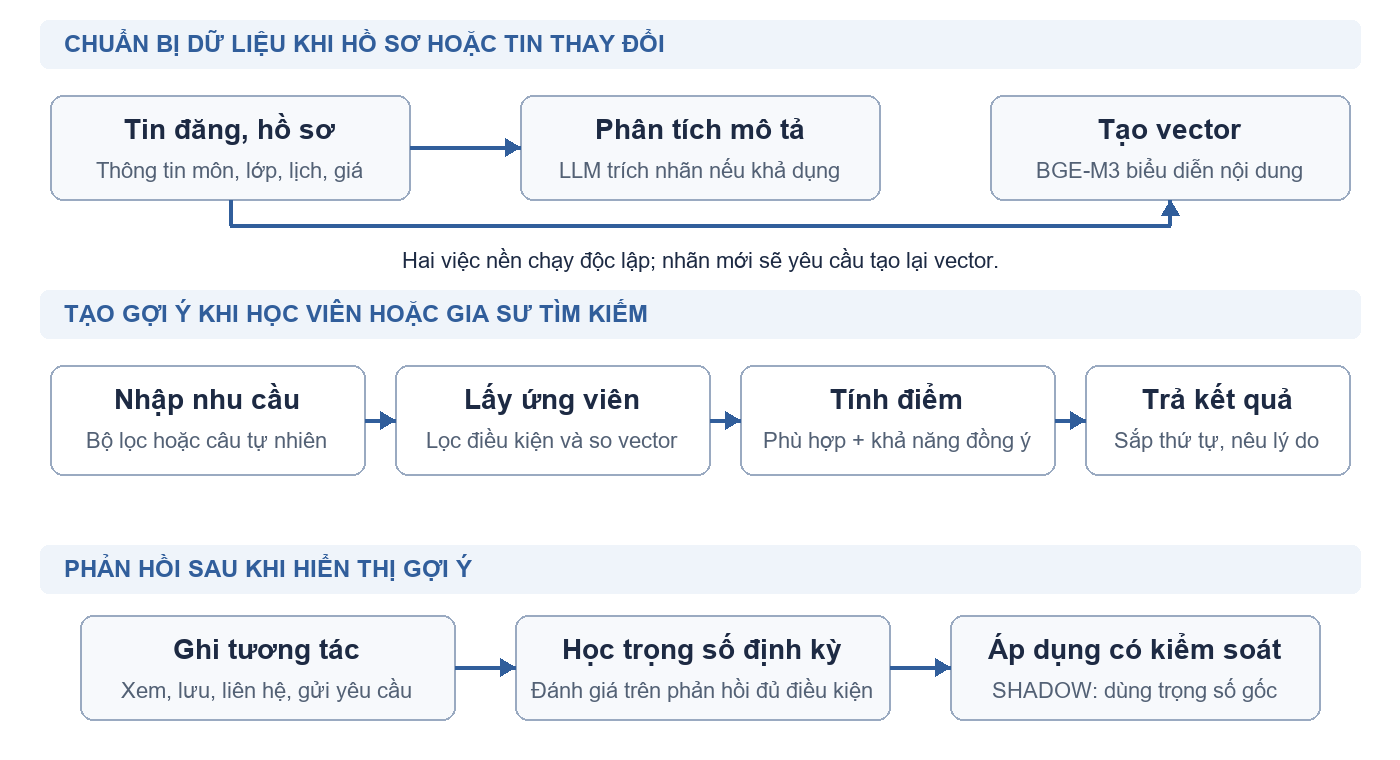 CHUẨN BỊ DỮ LIỆU KHI HỒ SƠ HOẶC TIN THAY ĐỔI
Tin đăng, hồ sơ
Thông tin môn, lớp, lịch, giá
Phân tích mô tả
LLM trích nhãn nếu khả dụng
Tạo vector
BGE-M3 biểu diễn nội dung
Hai việc nền chạy độc lập; nhãn mới sẽ yêu cầu tạo lại vector.
TẠO GỢI Ý KHI HỌC VIÊN HOẶC GIA SƯ TÌM KIẾM
Nhập nhu cầu
Bộ lọc hoặc câu tự nhiên
Lấy ứng viên
Lọc điều kiện và so vector
Tính điểm
Phù hợp + khả năng đồng ý
Trả kết quả
Sắp thứ tự, nêu lý do
PHẢN HỒI SAU KHI HIỂN THỊ GỢI Ý
Ghi tương tác
Xem, lưu, liên hệ, gửi yêu cầu
Học trọng số định kỳ
Đánh giá trên phản hồi đủ điều kiện
Áp dụng có kiểm soát
SHADOW: dùng trọng số gốc